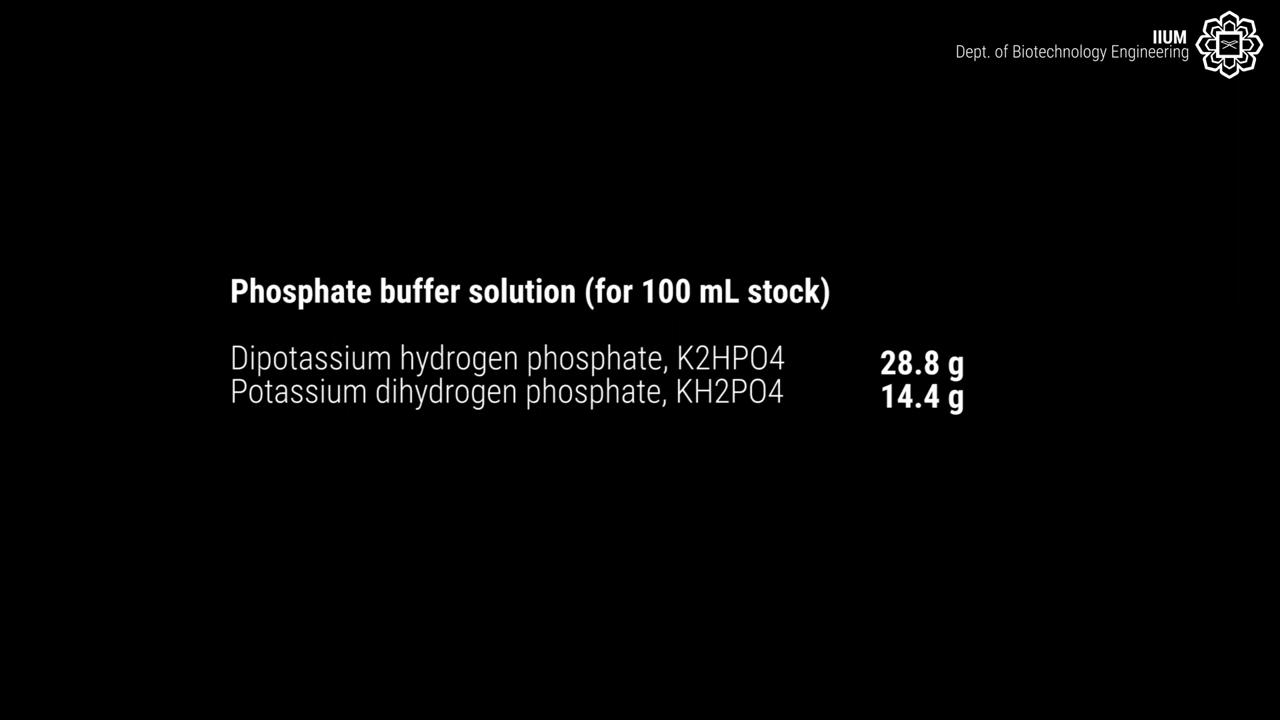 IIUM
Dept. of Biotechnology Engineering
Phosphate buffer solution (for 100 mL stock)
Dipotassium hydrogen phosphate, K2HPO4 28.8 g
Potassium dihydrogen phosphate, KH2PO4 14.4 g